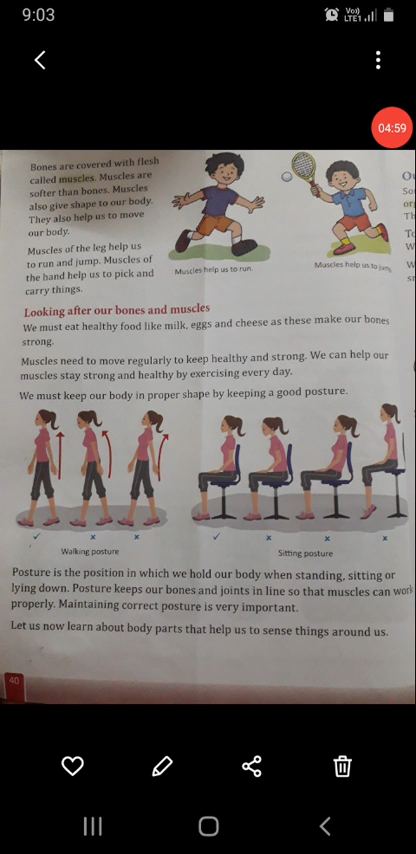 9:03
Vo))
LTE1
04:59
Bones are covered with flesh
called muscles. Muscles are
softer than bones. Muscles
also give shape to our body.
They also help us to move
our body.
Muscles of the leg help us
to run and jump. Muscles of
the hand help us to pick and
carry things.
Muscles help us to run.
Muscles help us to jump
Looking after our bones and muscles
We must eat healthy food like milk, eggs and cheese as these make our bones
strong.
Muscles need to move regularly to keep healthy and strong. We can help our
muscles stay strong and healthy by exercising every day.
We must keep our body in proper shape by keeping a good posture.
Walking posture
Sitting posture
Posture is the position in which we hold our body when standing, sitting or
lying down. Posture keeps our bones and joints in line so that muscles can work
properly. Maintaining correct posture is very important.
Let us now learn about body parts that help us to sense things around us.
40